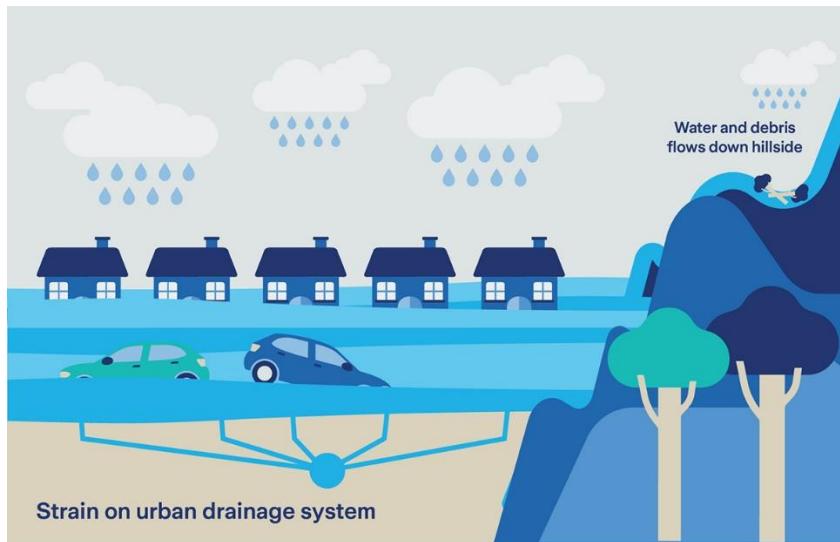 Water and debris
flows down hillside
Strain on urban drainage system